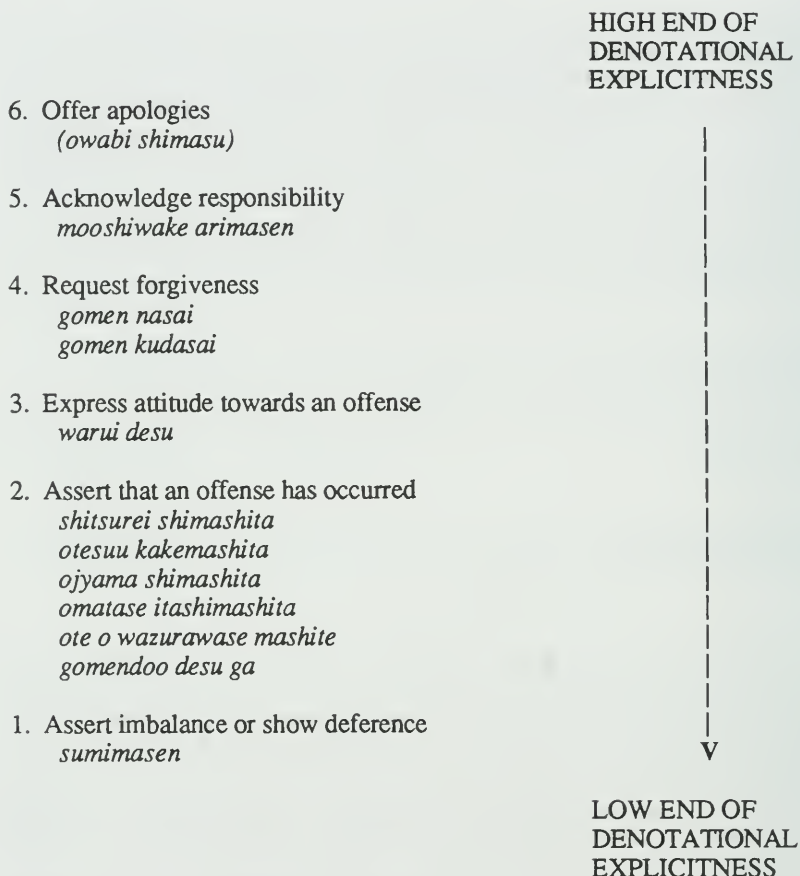 HIGH END OF
DENOTATIONAL
EXPLICITNESS
6. Offer apologies
(owabi shimasu)
5. Acknowledge responsibility
mooshiwake arimasen
4. Request forgiveness
gomen nasai
gomen kudasai
3. Express attitude towards an offense
warui desu
2. Assert that an offense has occurred
shitsurei shimashita
otesuu kakemashita
ojyama shimashita
omatase itashimashita
ote o wazurawase mashite
gomendoo desu ga
1. Assert imbalance or show deference
sumimasen
V
LOW END OF
DENOTATIONAL
EXPLICITNESS